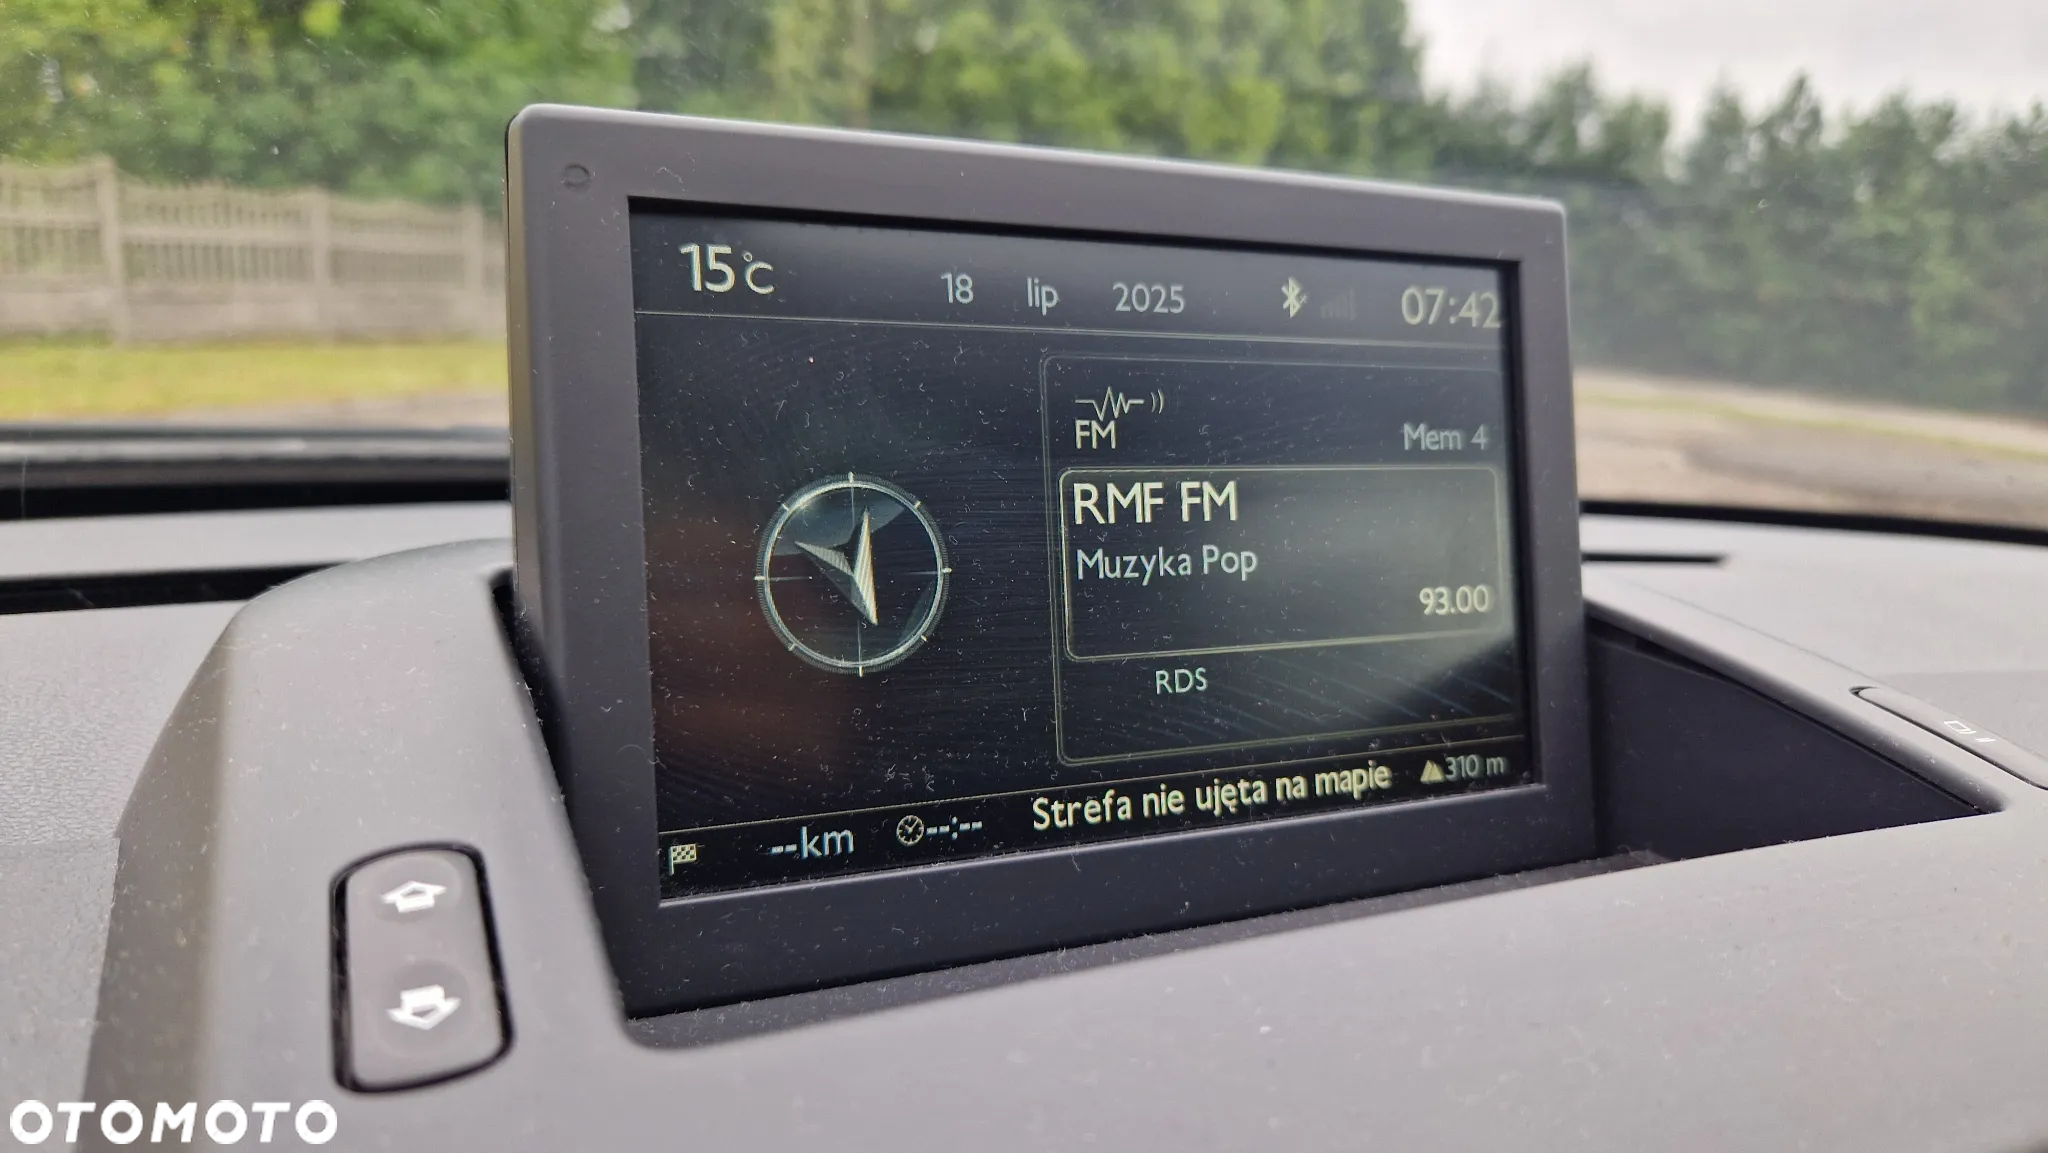 15°C 18 lip 2025 07:42
FM
Mem 4
RMF FM
Muzyka Pop
93.00
RDS
--km --:-- Strefa nie ujęta na mapie 310 m
OTOMOTO